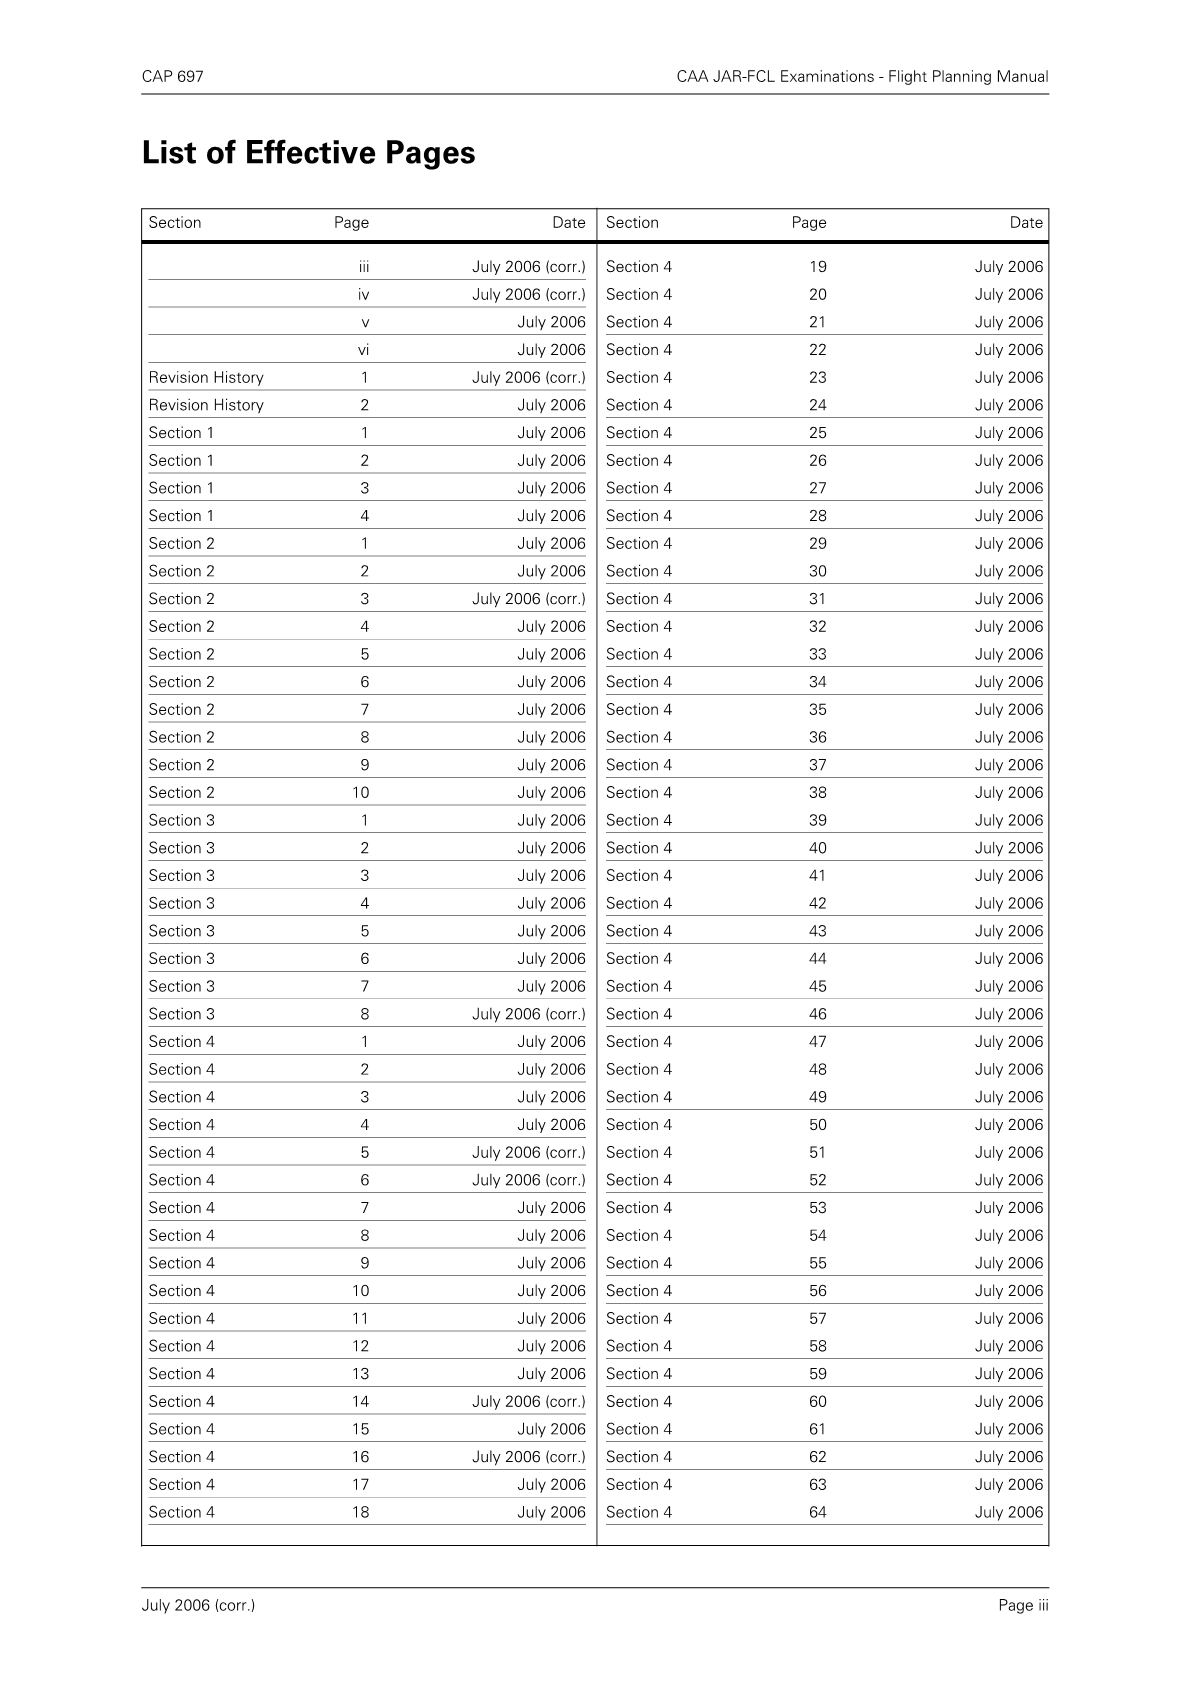 CAP 697 CAA JAR-FCL Examinations - Flight Planning Manual
List of Effective Pages
Section Page Date Section Page Date
iii July 2006 (corr.) Section 4 19 July 2006
iv July 2006 (corr.) Section 4 20 July 2006
v July 2006 Section 4 21 July 2006
vi July 2006 Section 4 22 July 2006
Revision History 1 July 2006 (corr.) Section 4 23 July 2006
Revision History 2 July 2006 Section 4 24 July 2006
Section 1 1 July 2006 Section 4 25 July 2006
Section 1 2 July 2006 Section 4 26 July 2006
Section 1 3 July 2006 Section 4 27 July 2006
Section 1 4 July 2006 Section 4 28 July 2006
Section 2 1 July 2006 Section 4 29 July 2006
Section 2 2 July 2006 Section 4 30 July 2006
Section 2 3 July 2006 (corr.) Section 4 31 July 2006
Section 2 4 July 2006 Section 4 32 July 2006
Section 2 5 July 2006 Section 4 33 July 2006
Section 2 6 July 2006 Section 4 34 July 2006
Section 2 7 July 2006 Section 4 35 July 2006
Section 2 8 July 2006 Section 4 36 July 2006
Section 2 9 July 2006 Section 4 37 July 2006
Section 2 10 July 2006 Section 4 38 July 2006
Section 3 1 July 2006 Section 4 39 July 2006
Section 3 2 July 2006 Section 4 40 July 2006
Section 3 3 July 2006 Section 4 41 July 2006
Section 3 4 July 2006 Section 4 42 July 2006
Section 3 5 July 2006 Section 4 43 July 2006
Section 3 6 July 2006 Section 4 44 July 2006
Section 3 7 July 2006 Section 4 45 July 2006
Section 3 8 July 2006 (corr.) Section 4 46 July 2006
Section 4 1 July 2006 Section 4 47 July 2006
Section 4 2 July 2006 Section 4 48 July 2006
Section 4 3 July 2006 Section 4 49 July 2006
Section 4 4 July 2006 Section 4 50 July 2006
Section 4 5 July 2006 (corr.) Section 4 51 July 2006
Section 4 6 July 2006 (corr.) Section 4 52 July 2006
Section 4 7 July 2006 Section 4 53 July 2006
Section 4 8 July 2006 Section 4 54 July 2006
Section 4 9 July 2006 Section 4 55 July 2006
Section 4 10 July 2006 Section 4 56 July 2006
Section 4 11 July 2006 Section 4 57 July 2006
Section 4 12 July 2006 Section 4 58 July 2006
Section 4 13 July 2006 Section 4 59 July 2006
Section 4 14 July 2006 (corr.) Section 4 60 July 2006
Section 4 15 July 2006 Section 4 61 July 2006
Section 4 16 July 2006 (corr.) Section 4 62 July 2006
Section 4 17 July 2006 Section 4 63 July 2006
Section 4 18 July 2006 Section 4 64 July 2006
July 2006 (corr.) Page iii